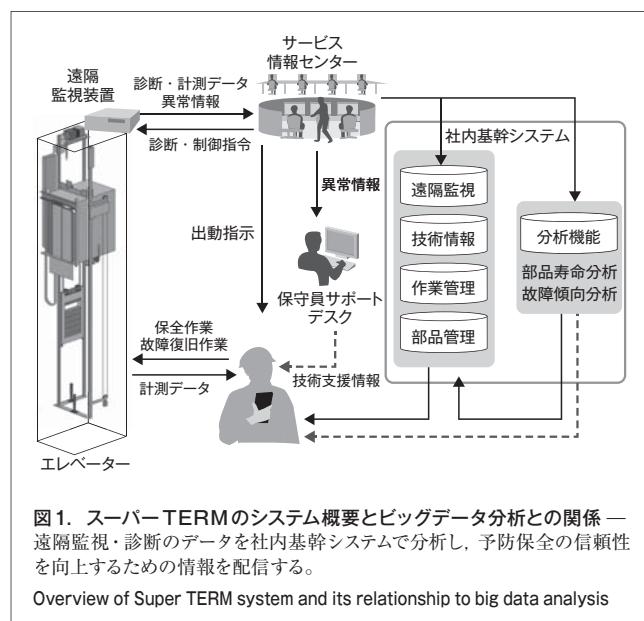 サービス
情報センター
遠隔
監視装置
診断・計測データ
異常情報
診断・制御指令
社内基幹システム
遠隔監視
技術情報
作業管理
部品管理
分析機能
部品寿命分析
故障傾向分析
異常情報
出動指示
保守員サポート
デスク
保全作業
故障復旧作業
計測データ
技術支援情報
エレベーター
図1．スーパーTERMのシステム概要とビッグデータ分析との関係 —
遠隔監視・診断のデータを社内基幹システムで分析し，予防保全の信頼性
を向上するための情報を配信する。
Overview of Super TERM system and its relationship to big data analysis